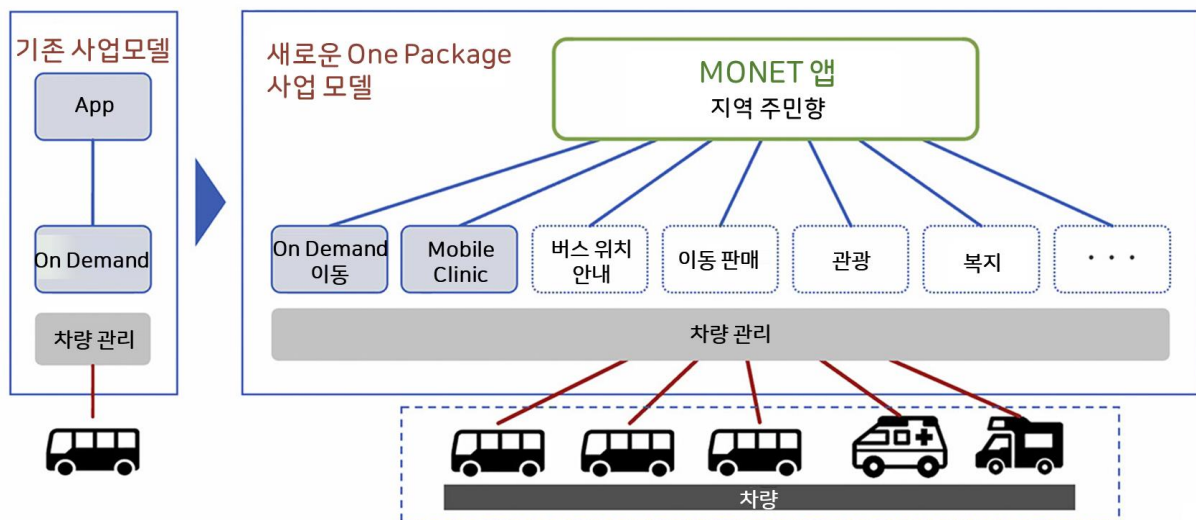 기존 사업모델
App
On Demand
차량 관리
새로운 One Package
사업 모델
MONET 앱
지역 주민향
On Demand
이동
Mobile
Clinic
버스 위치
안내
이동 판매
관광
복지
· · ·
차량 관리
차량